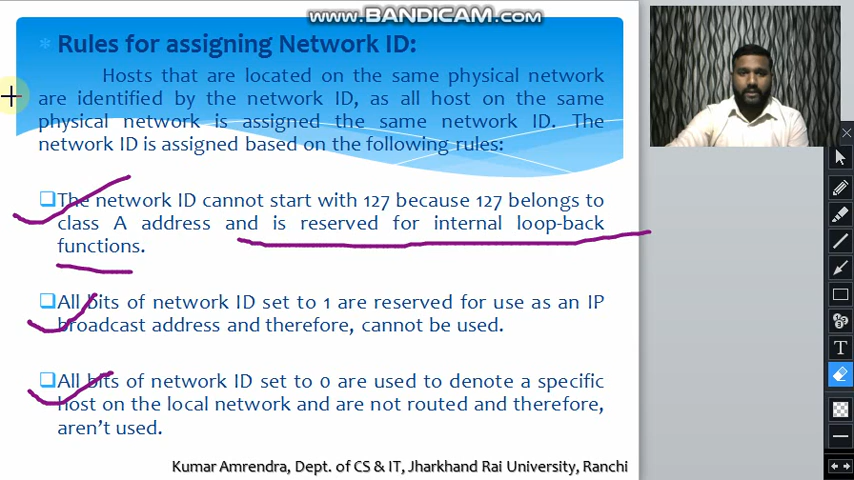 WWW.BANDICAM.COM
* Rules for assigning Network ID:
Hosts that are located on the same physical network
are identified by the network ID, as all host on the same
physical network is assigned the same network ID. The
network ID is assigned based on the following rules:
The network ID cannot start with 127 because 127 belongs to
class A address and is reserved for internal loop-back
functions.
All bits of network ID set to 1 are reserved for use as an IP
broadcast address and therefore, cannot be used.
All bits of network ID set to 0 are used to denote a specific
host on the local network and are not routed and therefore,
aren't used.
Kumar Amrendra, Dept. of CS & IT, Jharkhand Rai University, Ranchi
T